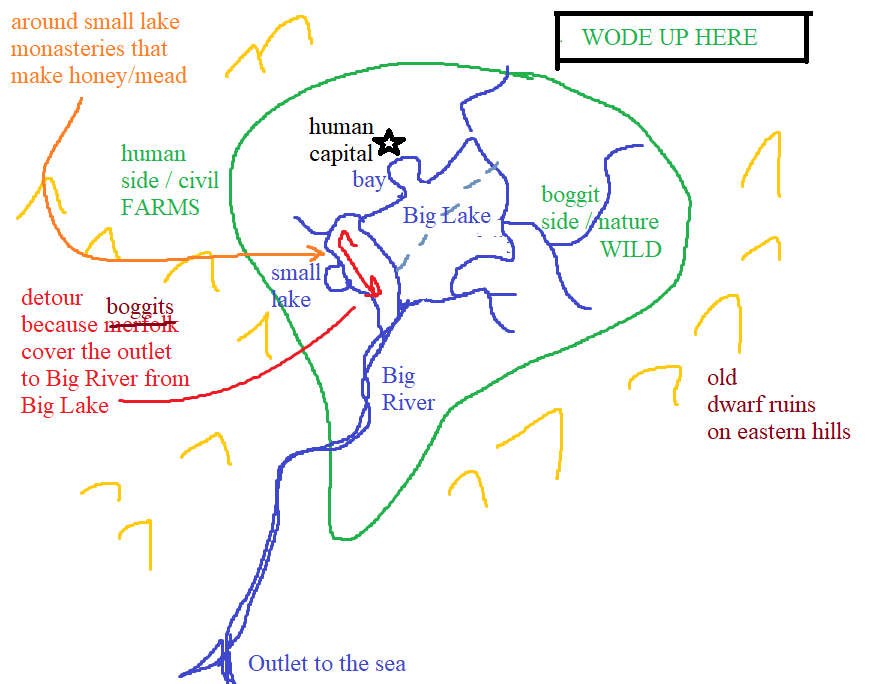 around small lake
monasteries that
make honey/mead
WODE UP HERE
human
capital
human
side / civil
FARMS
bay
Big Lake
boggit
side / nature
WILD
small
lake
detour
boggits
because merfolk
cover the outlet
to Big River from
Big Lake
Big
River
old
dwarf ruins
on eastern hills
Outlet to the sea